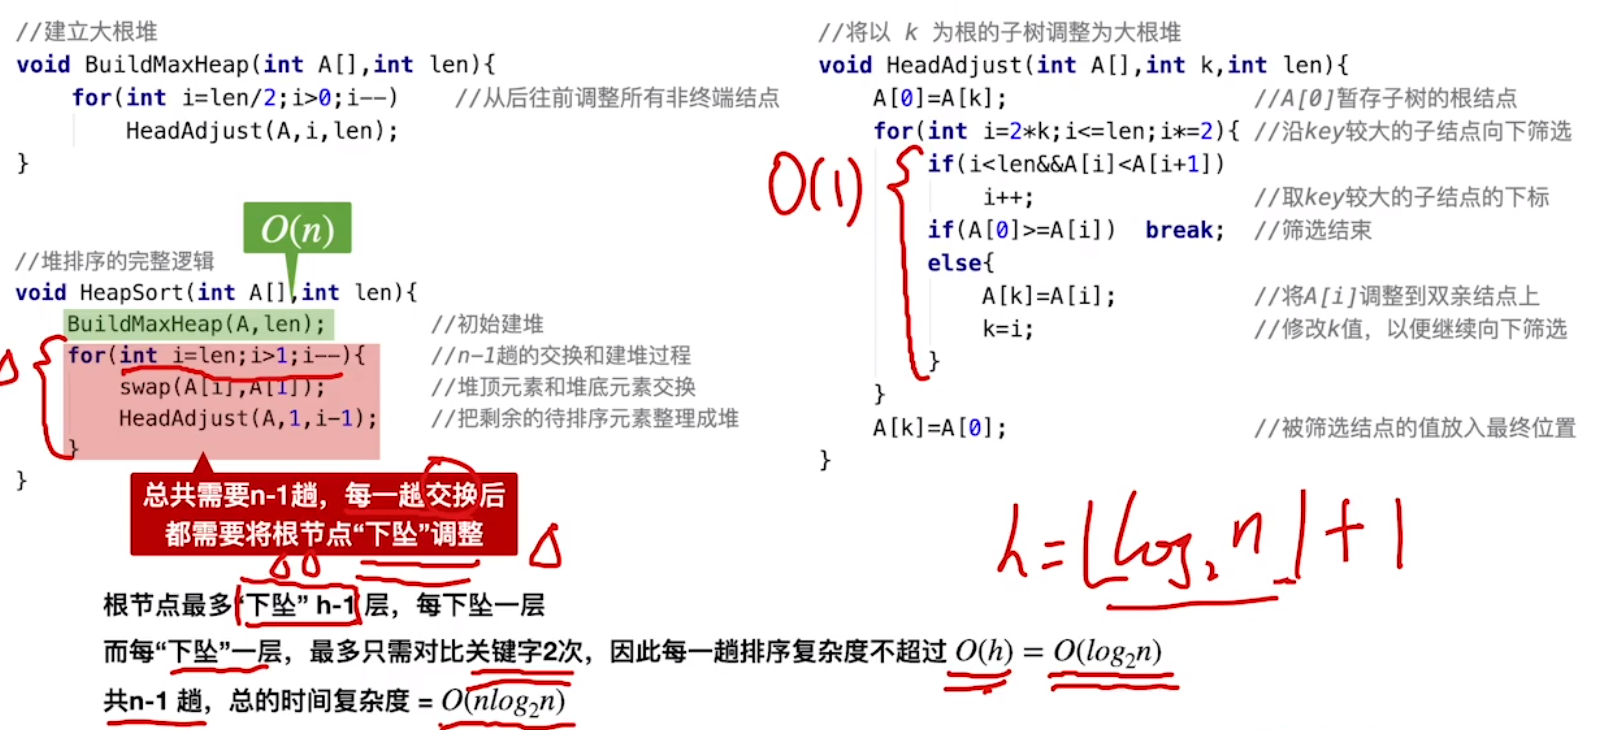 //建立大根堆
void BuildMaxHeap(int A[],int len){
    for(int i=len/2;i>0;i--)    //从后往前调整所有非终端结点
        HeadAdjust(A,i,len);
}
O(n)
//堆排序的完整逻辑
void HeapSort(int A[],int len){
    BuildMaxHeap(A,len);        //初始建堆
    for(int i=len;i>1;i--){     //n-1趟的交换和建堆过程
        swap(A[i],A[1]);        //堆顶元素和堆底元素交换
        HeadAdjust(A,1,i-1);    //把剩余的待排序元素整理成堆
    }
}
总共需要n-1趟，每一趟交换后
都需要将根节点“下坠”调整
//将以 k 为根的子树调整为大根堆
void HeadAdjust(int A[],int k,int len){
    A[0]=A[k];                  //A[0]暂存子树的根结点
    for(int i=2*k;i<=len;i*=2){ //沿key较大的子结点向下筛选
        if(i<len&&A[i]<A[i+1])
            i++;                //取key较大的子结点的下标
        if(A[0]>=A[i])  break;  //筛选结束
        else{
            A[k]=A[i];          //将A[i]调整到双亲结点上
            k=i;                //修改k值，以便继续向下筛选
        }
    }
    A[k]=A[0];                  //被筛选结点的值放入最终位置
}
O(1)
h=⌊log₂n⌋+1
根节点最多“下坠” h-1 层，每下坠一层
而每“下坠”一层，最多只需对比关键字2次，因此每一趟排序复杂度不超过 O(h) = O(log₂n)
共n-1 趟，总的时间复杂度 = O(nlog₂n)